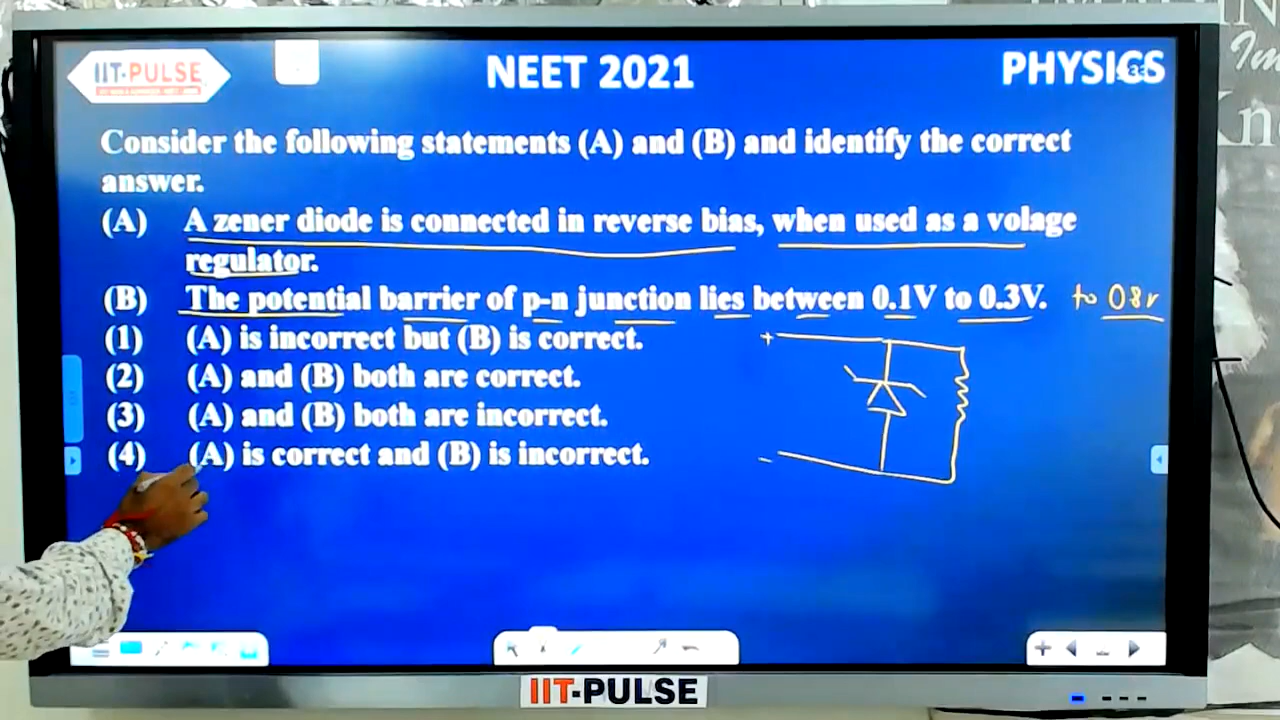 IIT-PULSE
NEET 2021
PHYSICS
Consider the following statements (A) and (B) and identify the correct
answer.
(A) A zener diode is connected in reverse bias, when used as a volage
regulator.
(B) The potential barrier of p-n junction lies between 0.1V to 0.3V. to 0.8v
(1) (A) is incorrect but (B) is correct.
(2) (A) and (B) both are correct.
(3) (A) and (B) both are incorrect.
(4) (A) is correct and (B) is incorrect.
+
-
IIT-PULSE